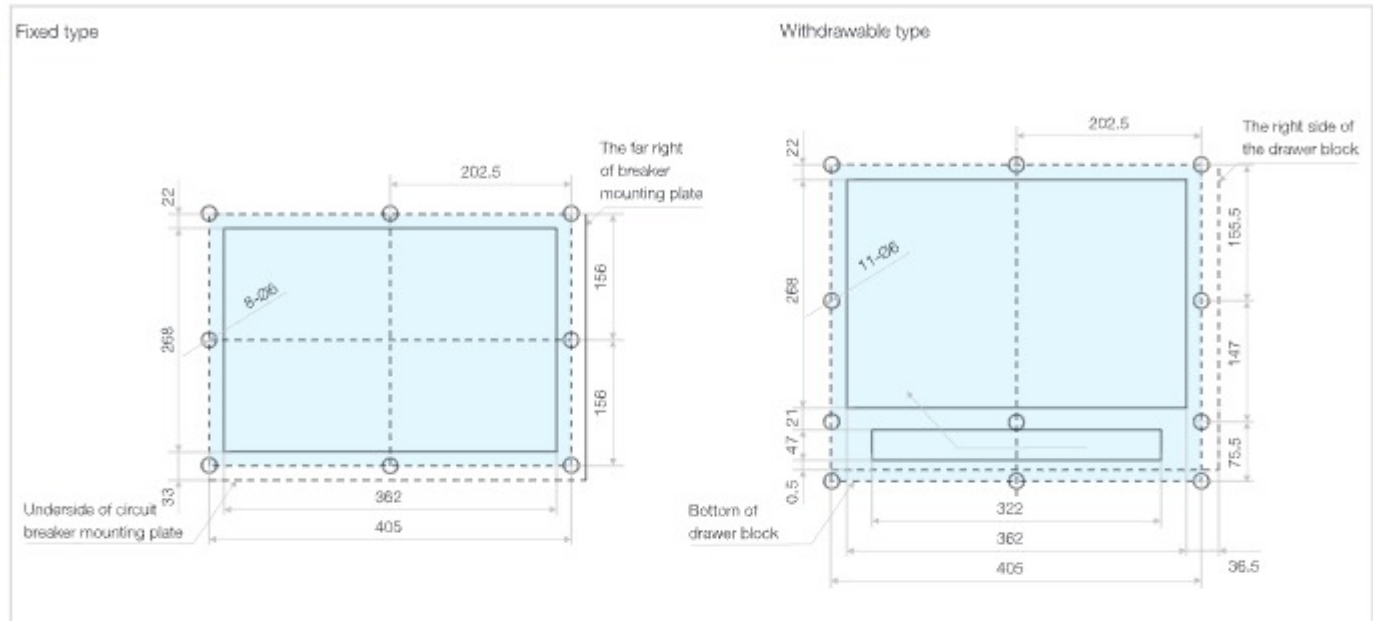 Fixed type
Withdrawable type
202.5
The far right
of breaker
mounting plate
22
268
8-Ø6
156
156
33
362
405
Underside of circuit
breaker mounting plate
202.5
The right side of
the drawer block
22
268
11-Ø6
155.5
147
75.5
21
47
0.5
322
362
36.5
405
Bottom of
drawer block